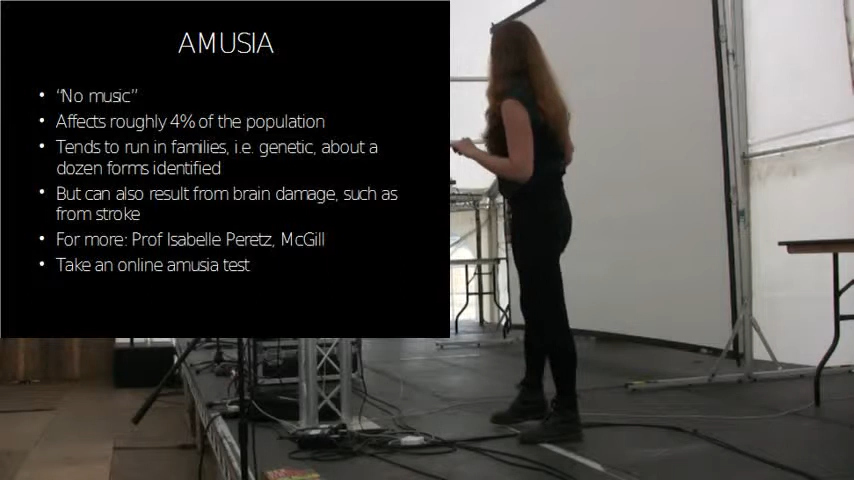 AMUSIA
• "No music"
• Affects roughly 4% of the population
• Tends to run in families, i.e. genetic, about a
dozen forms identified
• But can also result from brain damage, such as
from stroke
• For more: Prof Isabelle Peretz, McGill
• Take an online amusia test